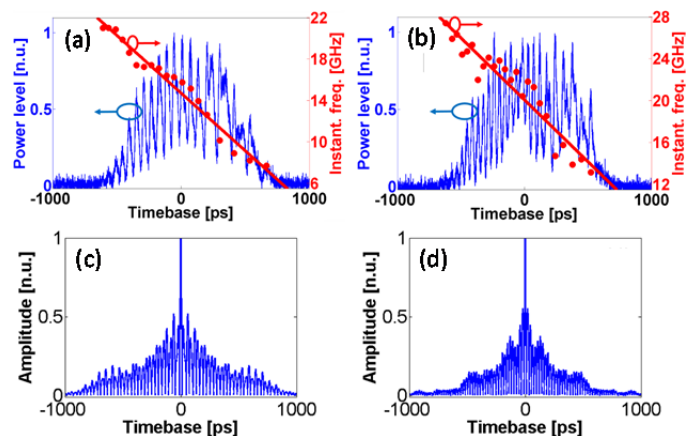 (a)
Power level [n.u.]
1
0.5
0
22
18
14
10
6
Instant. freq. [GHz]
-1000
0
1000
Timebase [ps]
(b)
Power level [n.u.]
1
0.5
0
28
24
20
16
12
Instant. freq. [GHz]
-1000
0
1000
Timebase [ps]
(c)
Amplitude [n.u.]
1
0.5
0
-1000
0
1000
Timebase [ps]
(d)
Amplitude [n.u.]
1
0.5
0
-1000
0
1000
Timebase [ps]